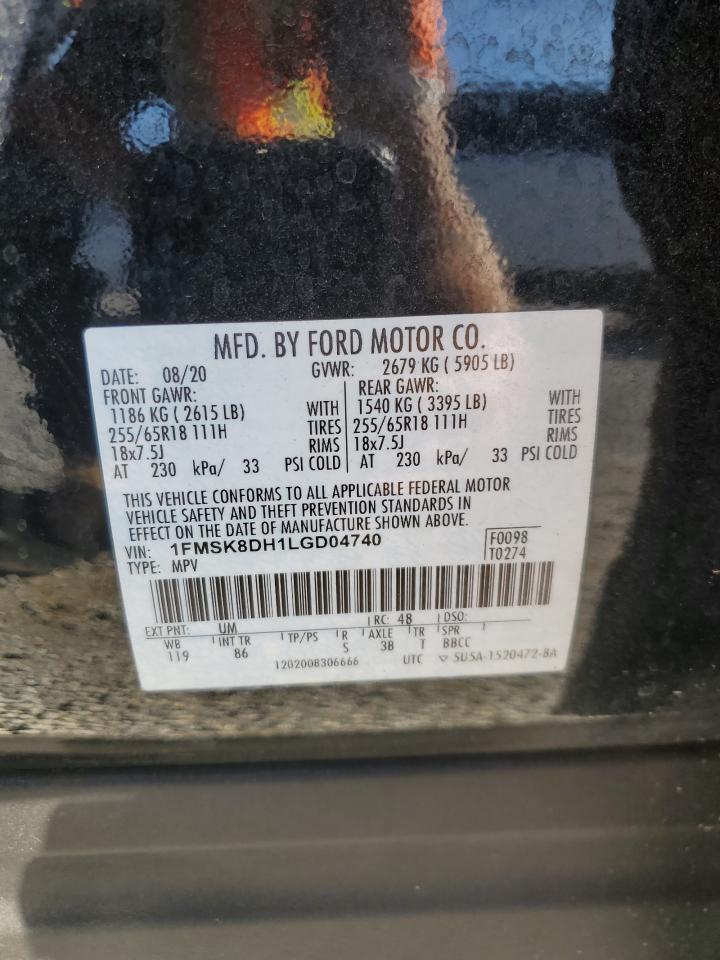 MFD. BY FORD MOTOR CO.
DATE: 08/20 GVWR: 2679 KG ( 5905 LB)
FRONT GAWR: REAR GAWR:
1186 KG ( 2615 LB) WITH 1540 KG ( 3395 LB) WITH
255/65R18 111H TIRES 255/65R18 111H TIRES
18x7.5J RIMS 18x7.5J RIMS
AT 230 kPa/ 33 PSI COLD AT 230 kPa/ 33 PSI COLD
THIS VEHICLE CONFORMS TO ALL APPLICABLE FEDERAL MOTOR
VEHICLE SAFETY AND THEFT PREVENTION STANDARDS IN
EFFECT ON THE DATE OF MANUFACTURE SHOWN ABOVE.
VIN: 1FMSK8DH1LGD04740 F0098
TYPE: MPV T0274
EXT PNT: UM RC: 48 DSO:
WB INT TR TP/PS R AXLE TR SPR
119 86 S 3B T BBCC
1202008306666 UTC ▽ 5U5A-1520472-BA